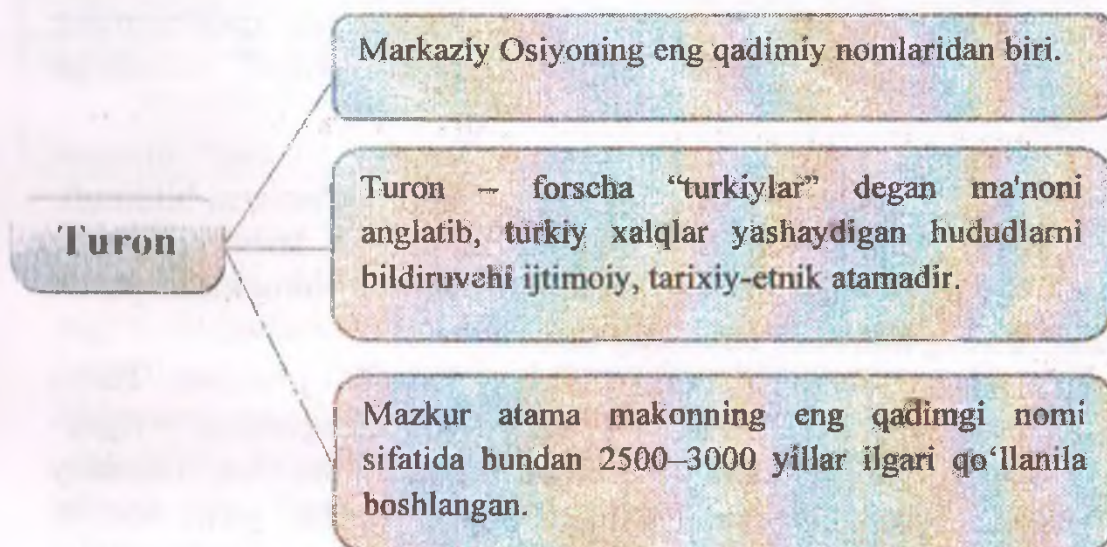 Markaziy Osiyoning eng qadimiy nomlaridan biri.
Turon
Turon – forscha “turkiylar” degan ma'noni
anglatib, turkiy xalqlar yashaydigan hududlarni
bildiruvchi ijtimoiy, tarixiy-etnik atamadir.
Mazkur atama makonning eng qadimgi nomi
sifatida bundan 2500–3000 yillar ilgari qo‘llanila
boshlangan.